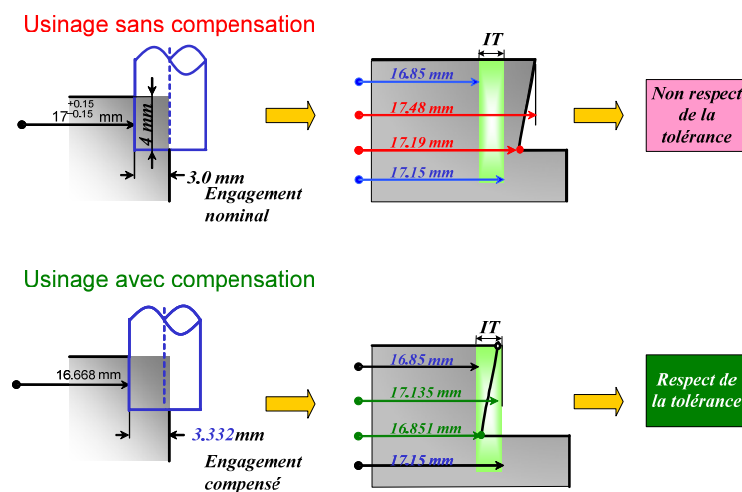 Usinage sans compensation
IT
16.85 mm
17.48 mm
17.19 mm
17.15 mm
17 +0.15 -0.15 mm
4 mm
3.0 mm
Engagement
nominal
Non respect
de la
tolérance
Usinage avec compensation
IT
16.85 mm
17.135 mm
16.851 mm
17.15 mm
16.668 mm
3.332mm
Engagement
compensé
Respect de
la tolérance